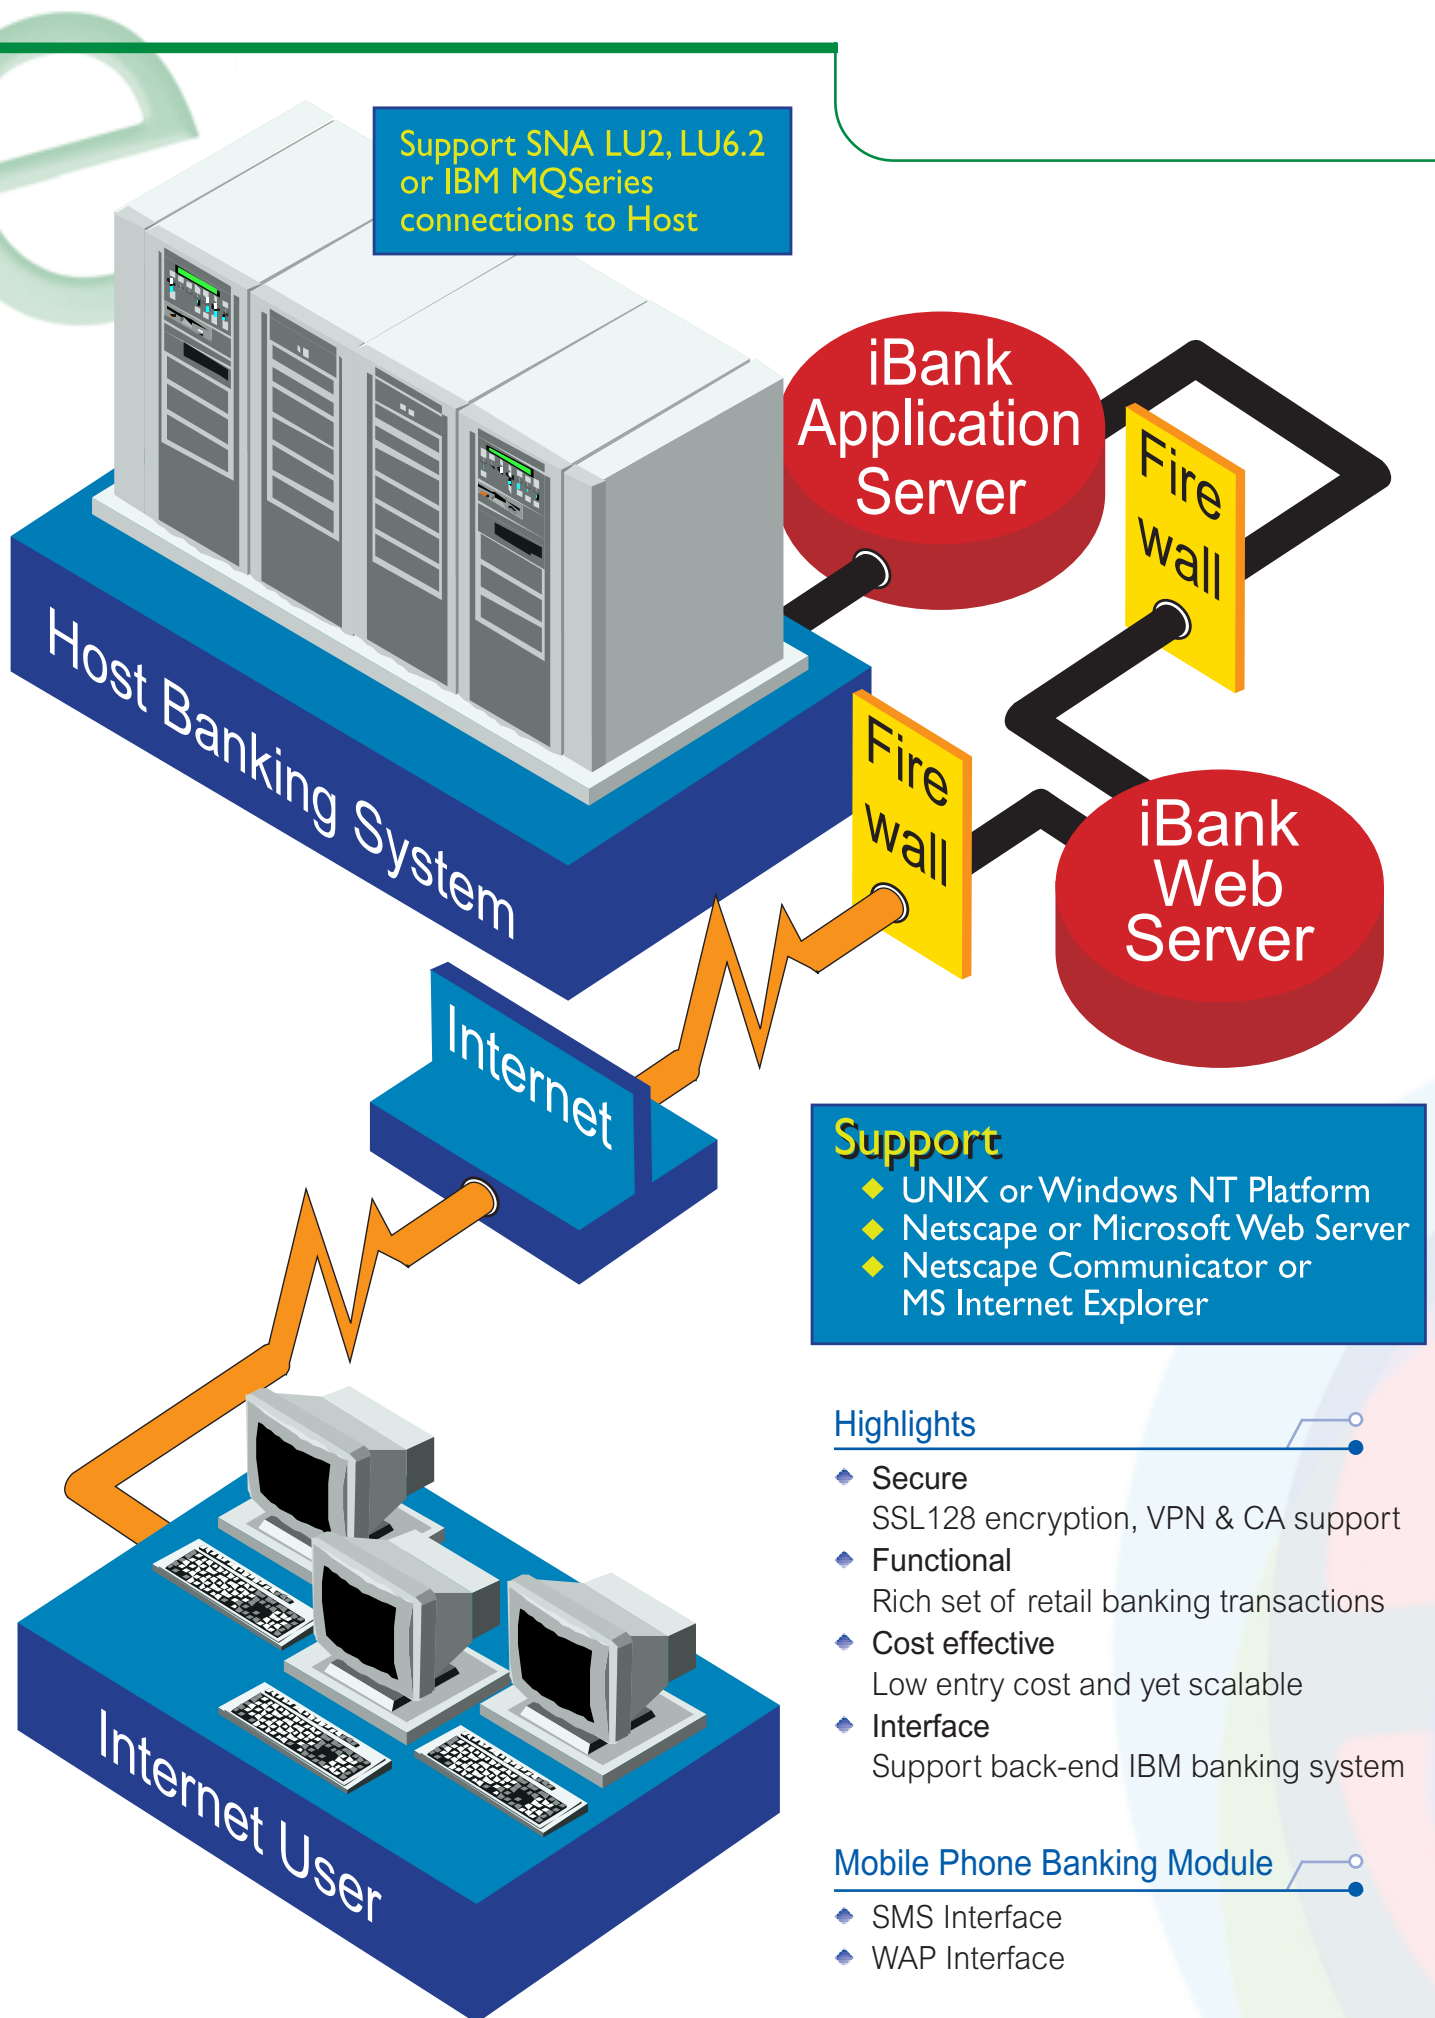 Support SNA LU2, LU6.2
or IBM MQSeries
connections to Host
iBank
Application
Server
Fire
wall
Host Banking System
Fire
wall
iBank
Web
Server
Internet
Support
UNIX or Windows NT Platform
Netscape or Microsoft Web Server
Netscape Communicator or
MS Internet Explorer
Highlights
Secure
SSL128 encryption, VPN & CA support
Functional
Rich set of retail banking transactions
Cost effective
Low entry cost and yet scalable
Interface
Support back-end IBM banking system
Internet User
Mobile Phone Banking Module
SMS Interface
WAP Interface